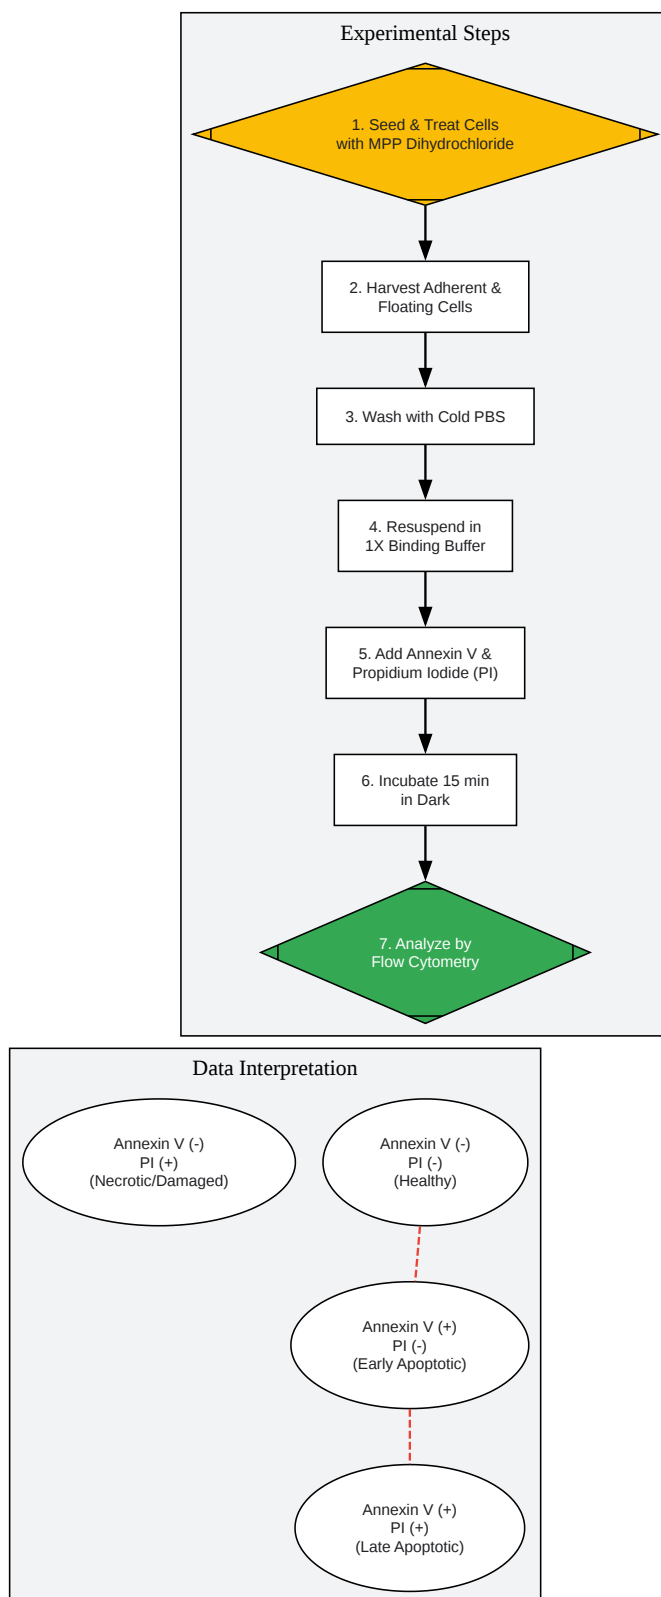 Experimental Steps
1. Seed & Treat Cells
with MPP Dihydrochloride
2. Harvest Adherent &
Floating Cells
3. Wash with Cold PBS
4. Resuspend in
1X Binding Buffer
5. Add Annexin V &
Propidium Iodide (PI)
6. Incubate 15 min
in Dark
7. Analyze by
Flow Cytometry
Data Interpretation
Annexin V (-)
PI (+)
(Necrotic/Damaged)
Annexin V (-)
PI (-)
(Healthy)
Annexin V (+)
PI (-)
(Early Apoptotic)
Annexin V (+)
PI (+)
(Late Apoptotic)